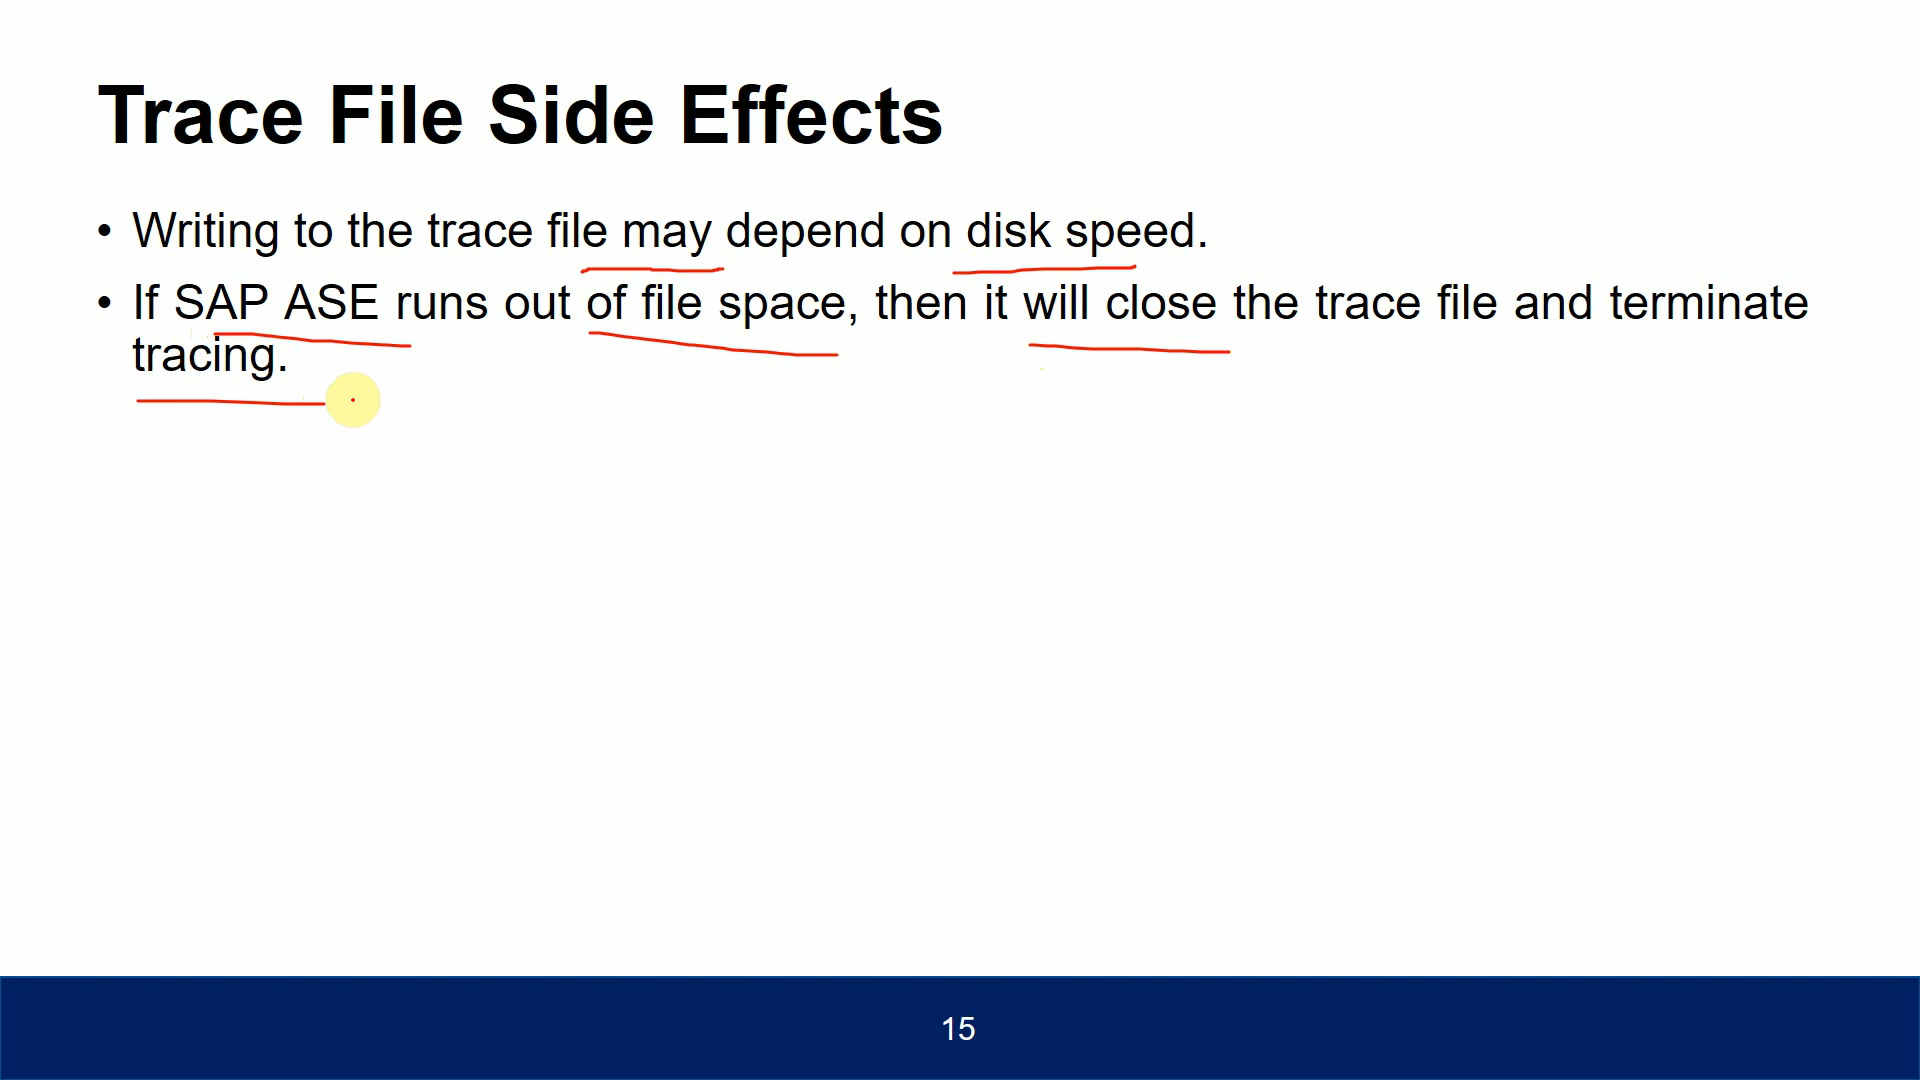 Trace File Side Effects
• Writing to the trace file may depend on disk speed.
• If SAP ASE runs out of file space, then it will close the trace file and terminate
tracing.
15